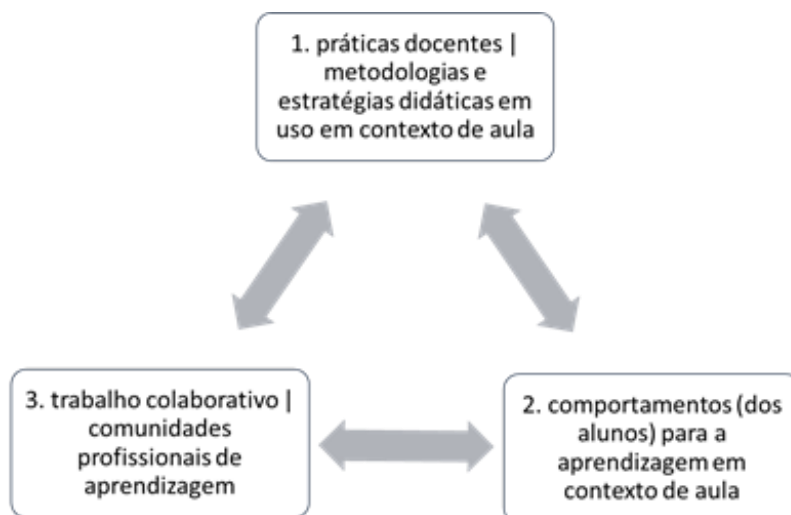 1. práticas docentes |
metodologias e
estratégias didáticas em
uso em contexto de aula
3. trabalho colaborativo |
comunidades
profissionais de
aprendizagem
2. comportamentos (dos
alunos) para a
aprendizagem em
contexto de aula